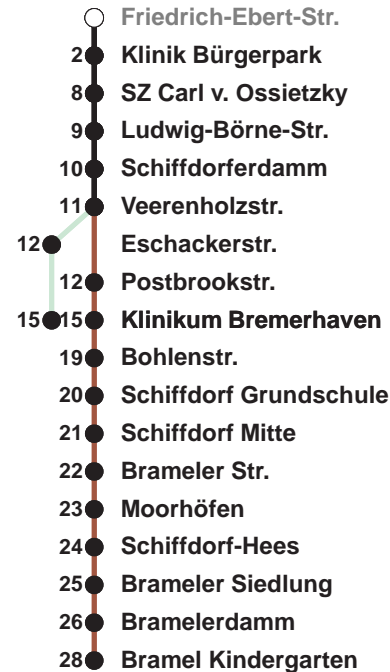 Friedrich-Ebert-Str.
2 Klinik Bürgerpark
8 SZ Carl v. Ossietzky
9 Ludwig-Börne-Str.
10 Schiffdorferdamm
11 Veerenholzstr.
12 Eschackerstr.
12 Postbrookstr.
15 15 Klinikum Bremerhaven
19 Bohlenstr.
20 Schiffdorf Grundschule
21 Schiffdorf Mitte
22 Brameler Str.
23 Moorhöfen
24 Schiffdorf-Hees
25 Brameler Siedlung
26 Bramelerdamm
28 Bramel Kindergarten